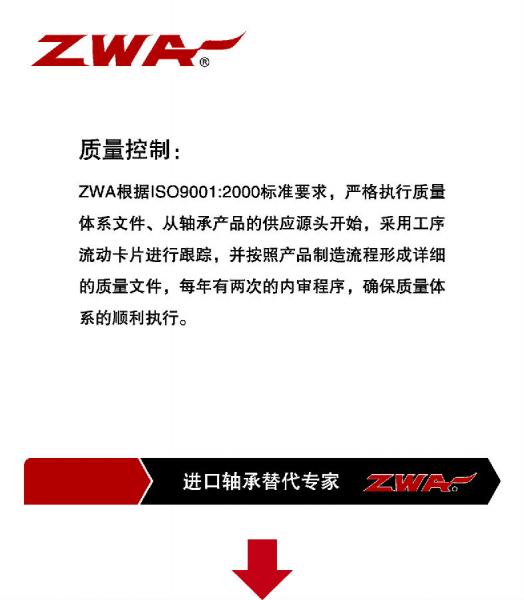 ZWA®
质量控制：
ZWA根据ISO9001:2000标准要求，严格执行质量
体系文件、从轴承产品的供应源头开始，采用工序
流动卡片进行跟踪，并按照产品制造流程形成详细
的质量文件，每年有两次的内审程序，确保质量体
系的顺利执行。
进口轴承替代专家 ZWA